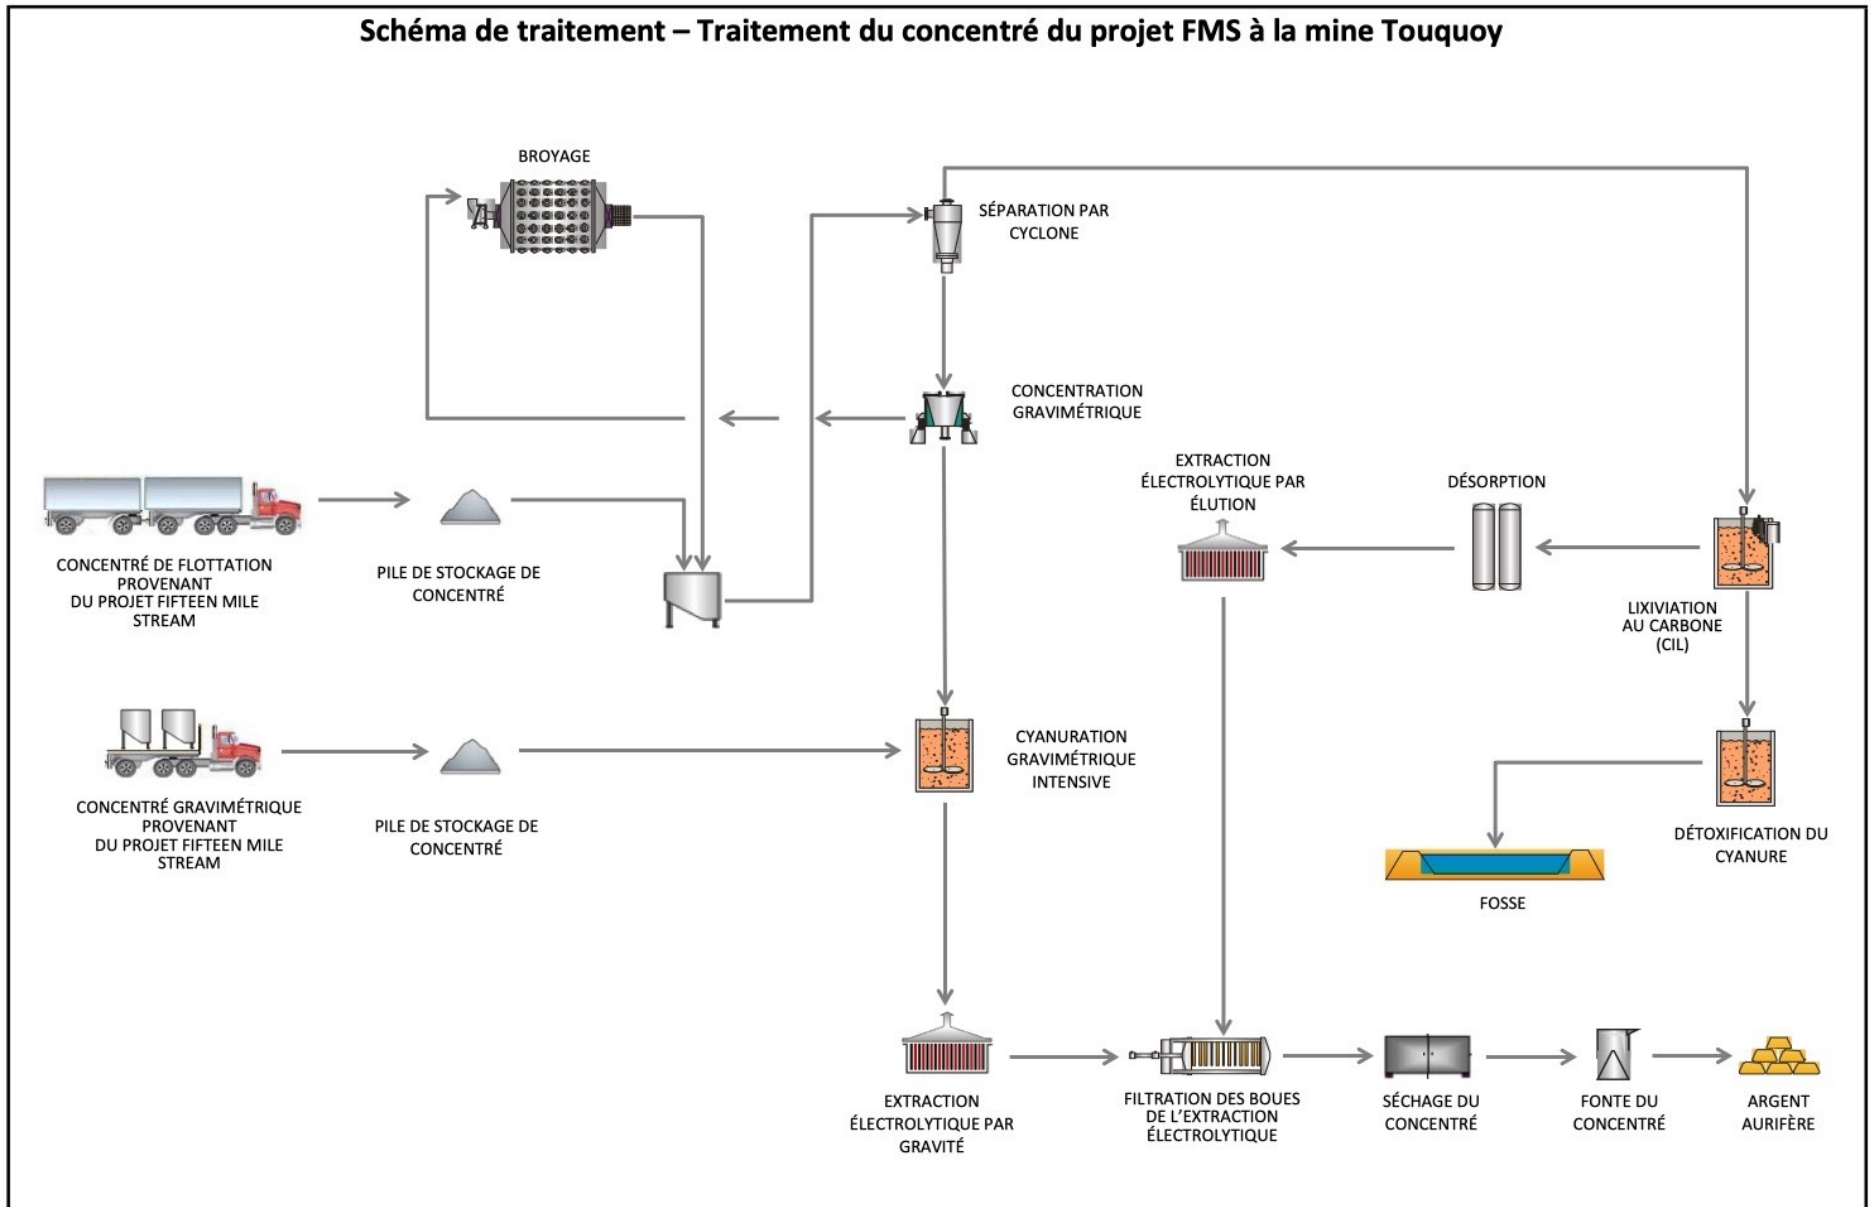 Schéma de traitement – Traitement du concentré du projet FMS à la mine Touquoy
BROYAGE
SÉPARATION PAR
CYCLONE
CONCENTRATION
GRAVIMÉTRIQUE
EXTRACTION
ÉLECTROLYTIQUE PAR
ÉLUTION
DÉSORPTION
CONCENTRÉ DE FLOTTATION
PROVENANT
DU PROJET FIFTEEN MILE
STREAM
PILE DE STOCKAGE DE
CONCENTRÉ
LIXIVIATION
AU CARBONE
(CIL)
CONCENTRÉ GRAVIMÉTRIQUE
PROVENANT
DU PROJET FIFTEEN MILE
STREAM
PILE DE STOCKAGE DE
CONCENTRÉ
CYANURATION
GRAVIMÉTRIQUE
INTENSIVE
DÉTOXIFICATION DU
CYANURE
FOSSE
EXTRACTION
ÉLECTROLYTIQUE PAR
GRAVITÉ
FILTRATION DES BOUES
DE L'EXTRACTION
ÉLECTROLYTIQUE
SÉCHAGE DU
CONCENTRÉ
FONTE DU
CONCENTRÉ
ARGENT
AURIFÈRE